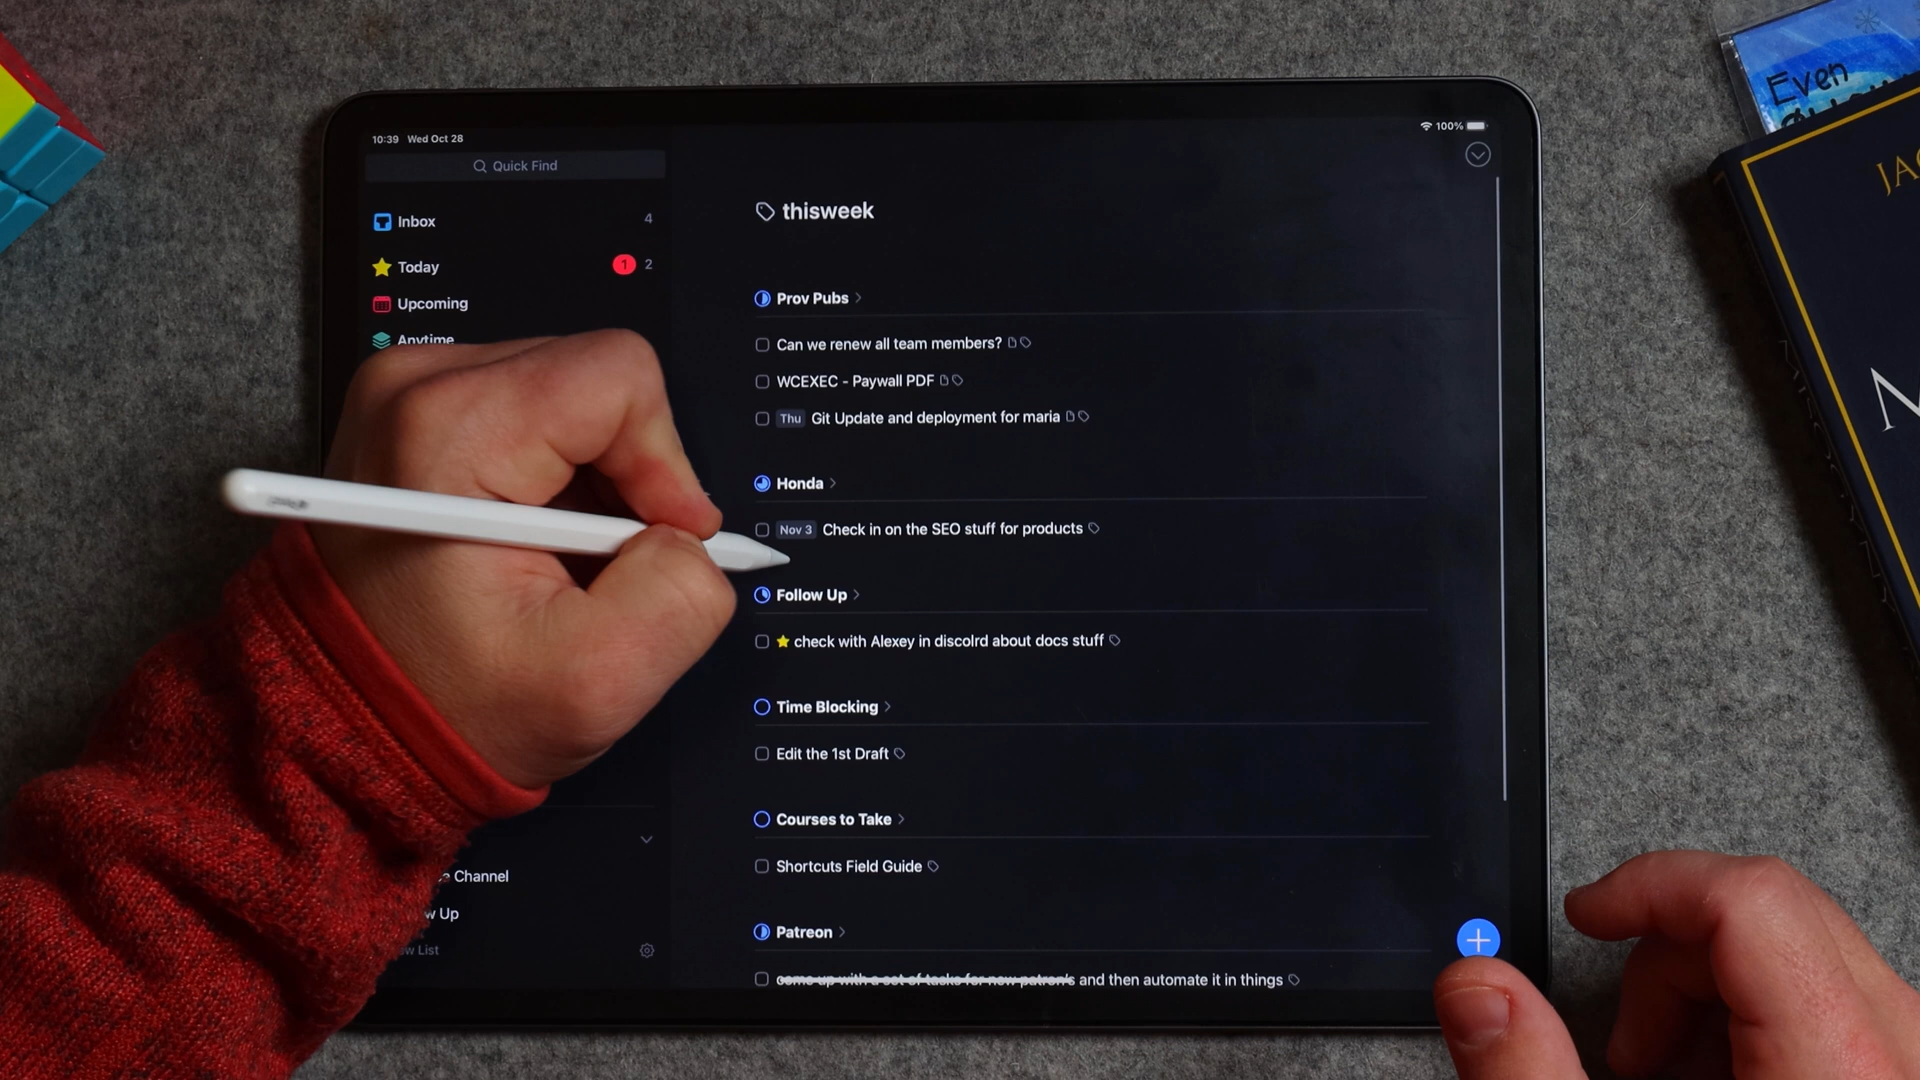 10:39 Wed Oct 28
100%
Quick Find
Inbox 4
Today 1 2
Upcoming
Anytime
Channel
Up
List
thisweek
Prov Pubs
Can we renew all team members?
WCEXEC - Paywall PDF
Thu Git Update and deployment for maria
Honda
Nov 3 Check in on the SEO stuff for products
Follow Up
check with Alexey in discolrd about docs stuff
Time Blocking
Edit the 1st Draft
Courses to Take
Shortcuts Field Guide
Patreon
come up with a set of tasks for new patron's and then automate it in things
Even